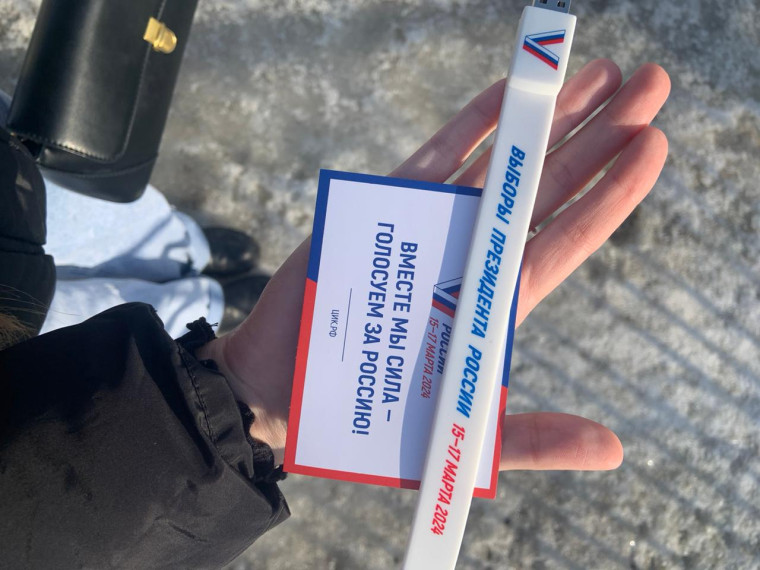 ВЫБОРЫ ПРЕЗИДЕНТА РОССИИ 15–17 МАРТА 2024
РОССИИ
15–17 МАРТА 2024
ВМЕСТЕ МЫ СИЛА –
ГОЛОСУЕМ ЗА РОССИЮ!
ЦИК.РФ